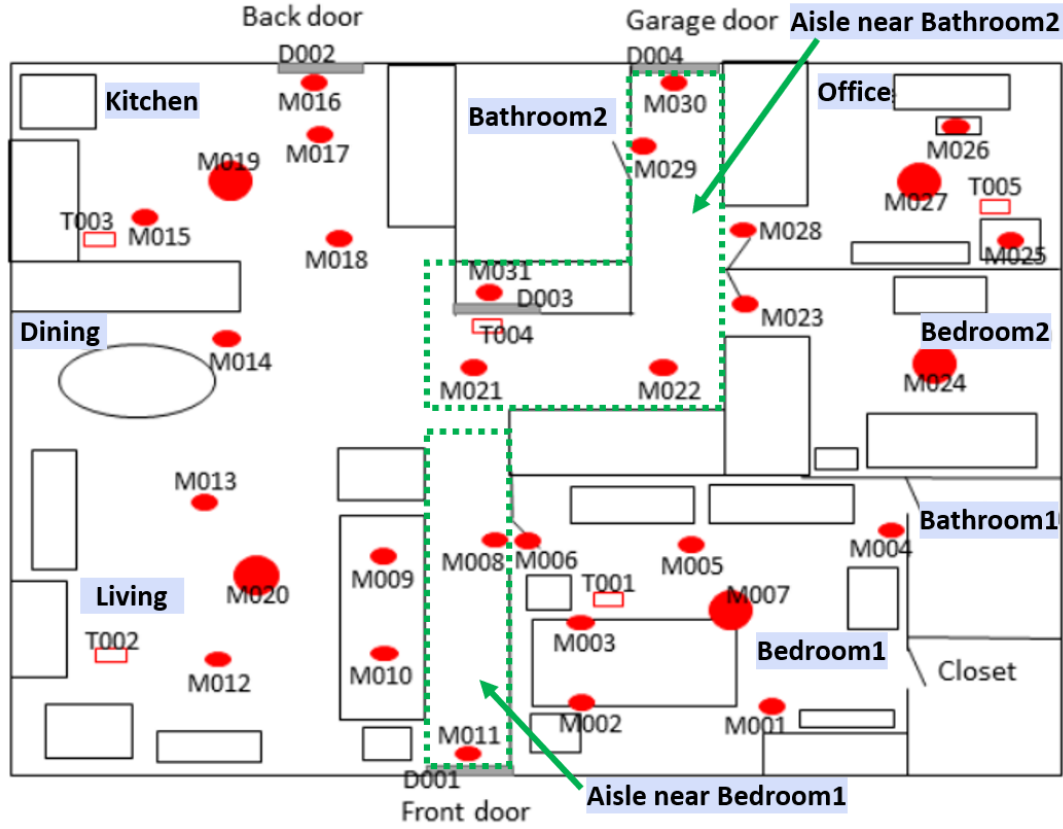 Back door
Garage door
Aisle near Bathroom2
D002
D004
Kitchen
M016
Bathroom2
M030
Office
M017
M019
M029
M026
T003
M015
M027
T005
M018
M028
M025
M031
D003
Dining
T004
M023
Bedroom2
M014
M021
M022
M024
M013
Bathroom1
M008
M006
M005
M004
M009
T001
M007
Living
M020
M003
T002
M012
M010
Bedroom1
Closet
M002
M001
M011
D001
Aisle near Bedroom1
Front door